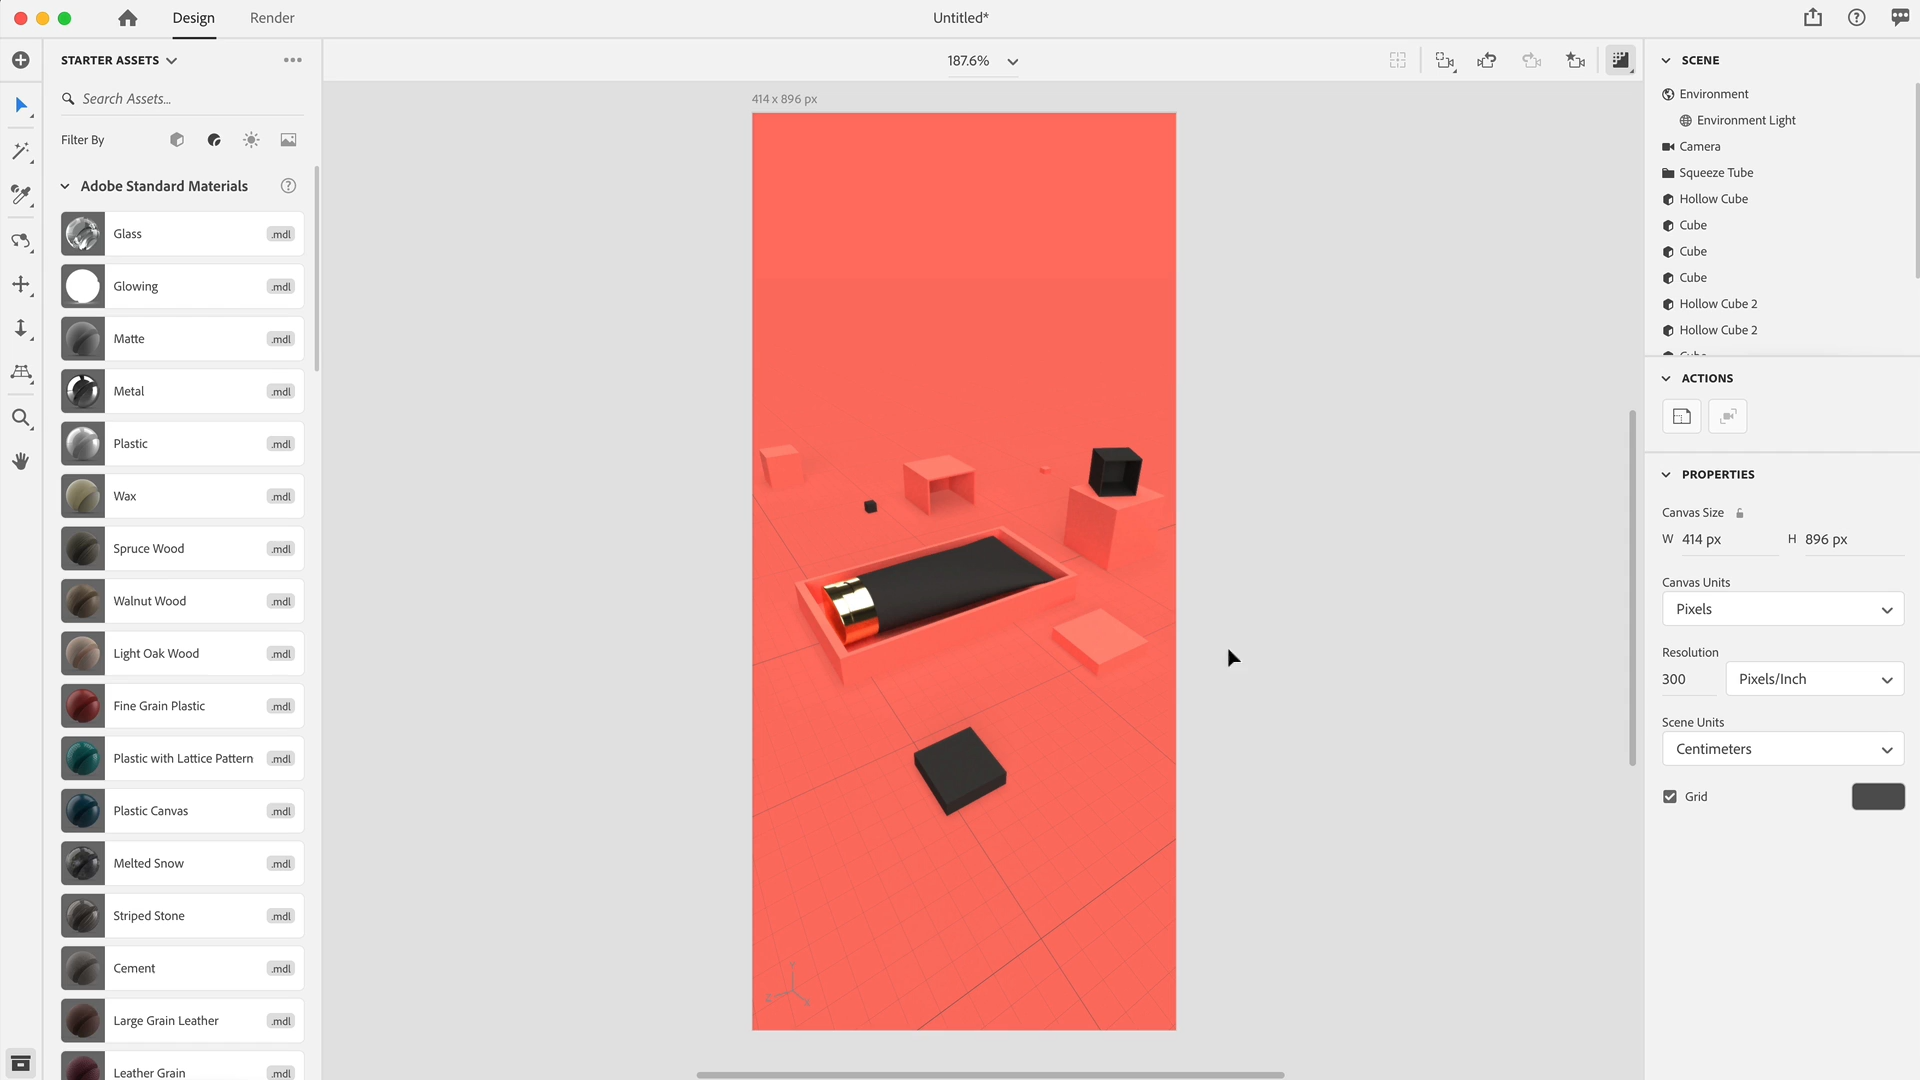 Design
Render
Untitled*
STARTER ASSETS
187.6%
Search Assets...
Filter By
Adobe Standard Materials
Glass .mdl
Glowing .mdl
Matte .mdl
Metal .mdl
Plastic .mdl
Wax .mdl
Spruce Wood .mdl
Walnut Wood .mdl
Light Oak Wood .mdl
Fine Grain Plastic .mdl
Plastic with Lattice Pattern .mdl
Plastic Canvas .mdl
Melted Snow .mdl
Striped Stone .mdl
Cement .mdl
Large Grain Leather .mdl
Leather Grain .mdl
414 x 896 px
SCENE
Environment
Environment Light
Camera
Squeeze Tube
Hollow Cube
Cube
Cube
Cube
Hollow Cube 2
Hollow Cube 2
Cube
ACTIONS
PROPERTIES
Canvas Size
W 414 px H 896 px
Canvas Units
Pixels
Resolution
300 Pixels/Inch
Scene Units
Centimeters
Grid